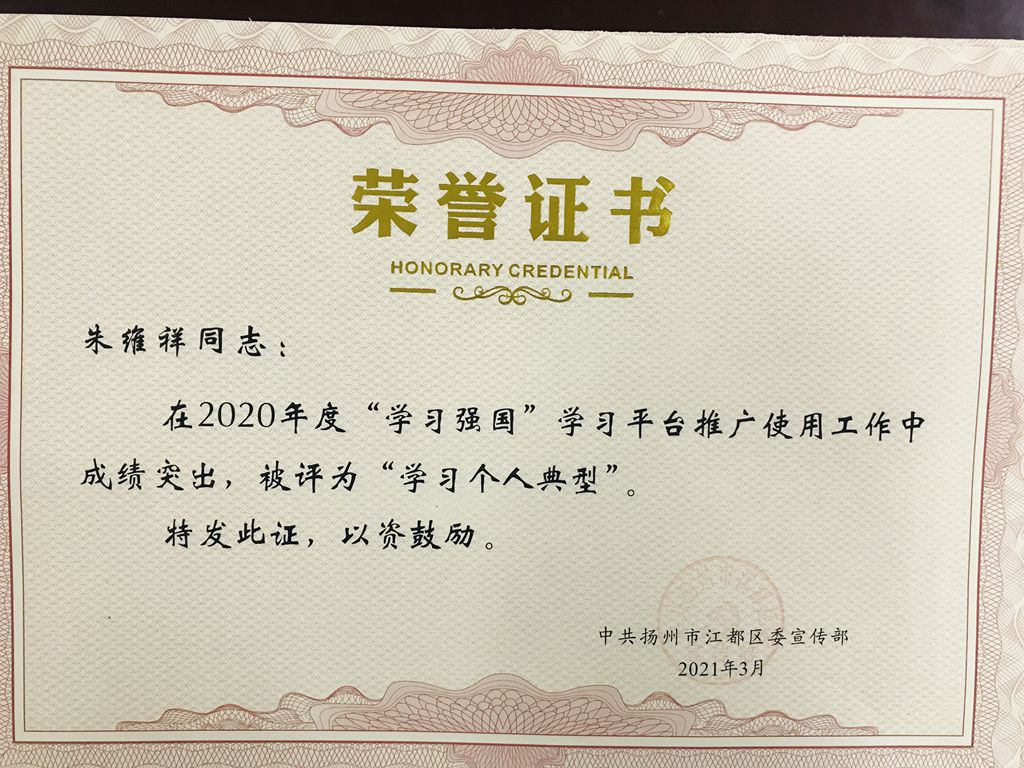 荣誉证书
HONORARY CREDENTIAL
朱维祥同志：
在2020年度“学习强国”学习平台推广使用工作中
成绩突出，被评为“学习个人典型”。
特发此证，以资鼓励。
中共扬州市江都区委宣传部
2021年3月